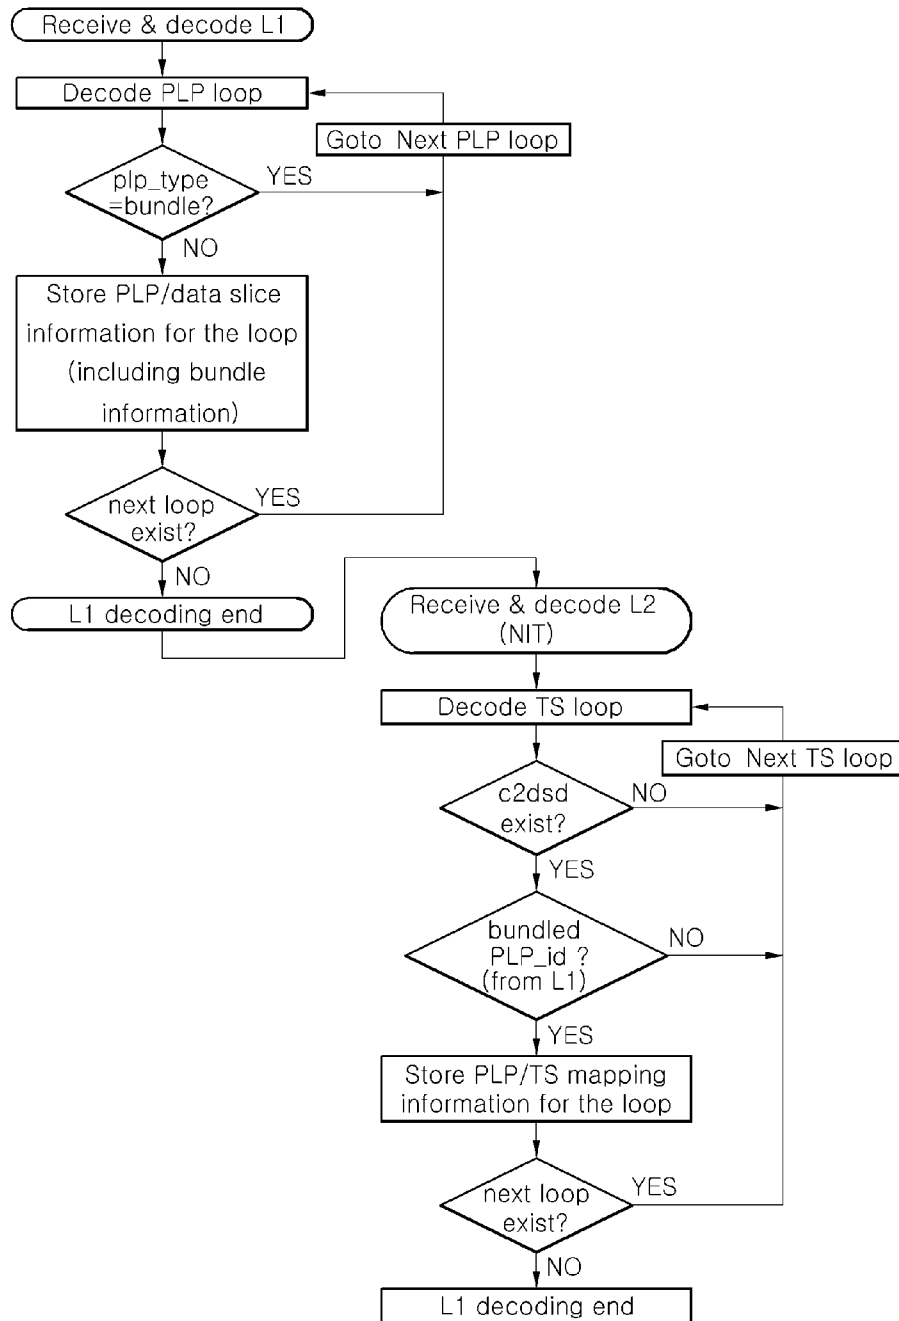 Receive & decode L1
Decode PLP loop
Goto Next PLP loop
plp_type
=bundle?
YES
NO
Store PLP/data slice
information for the loop
(including bundle
information)
next loop
exist?
YES
NO
L1 decoding end
Receive & decode L2
(NIT)
Decode TS loop
Goto Next TS loop
c2dsd
exist?
NO
YES
bundled
PLP_id ?
(from L1)
NO
YES
Store PLP/TS mapping
information for the loop
next loop
exist?
YES
NO
L1 decoding end